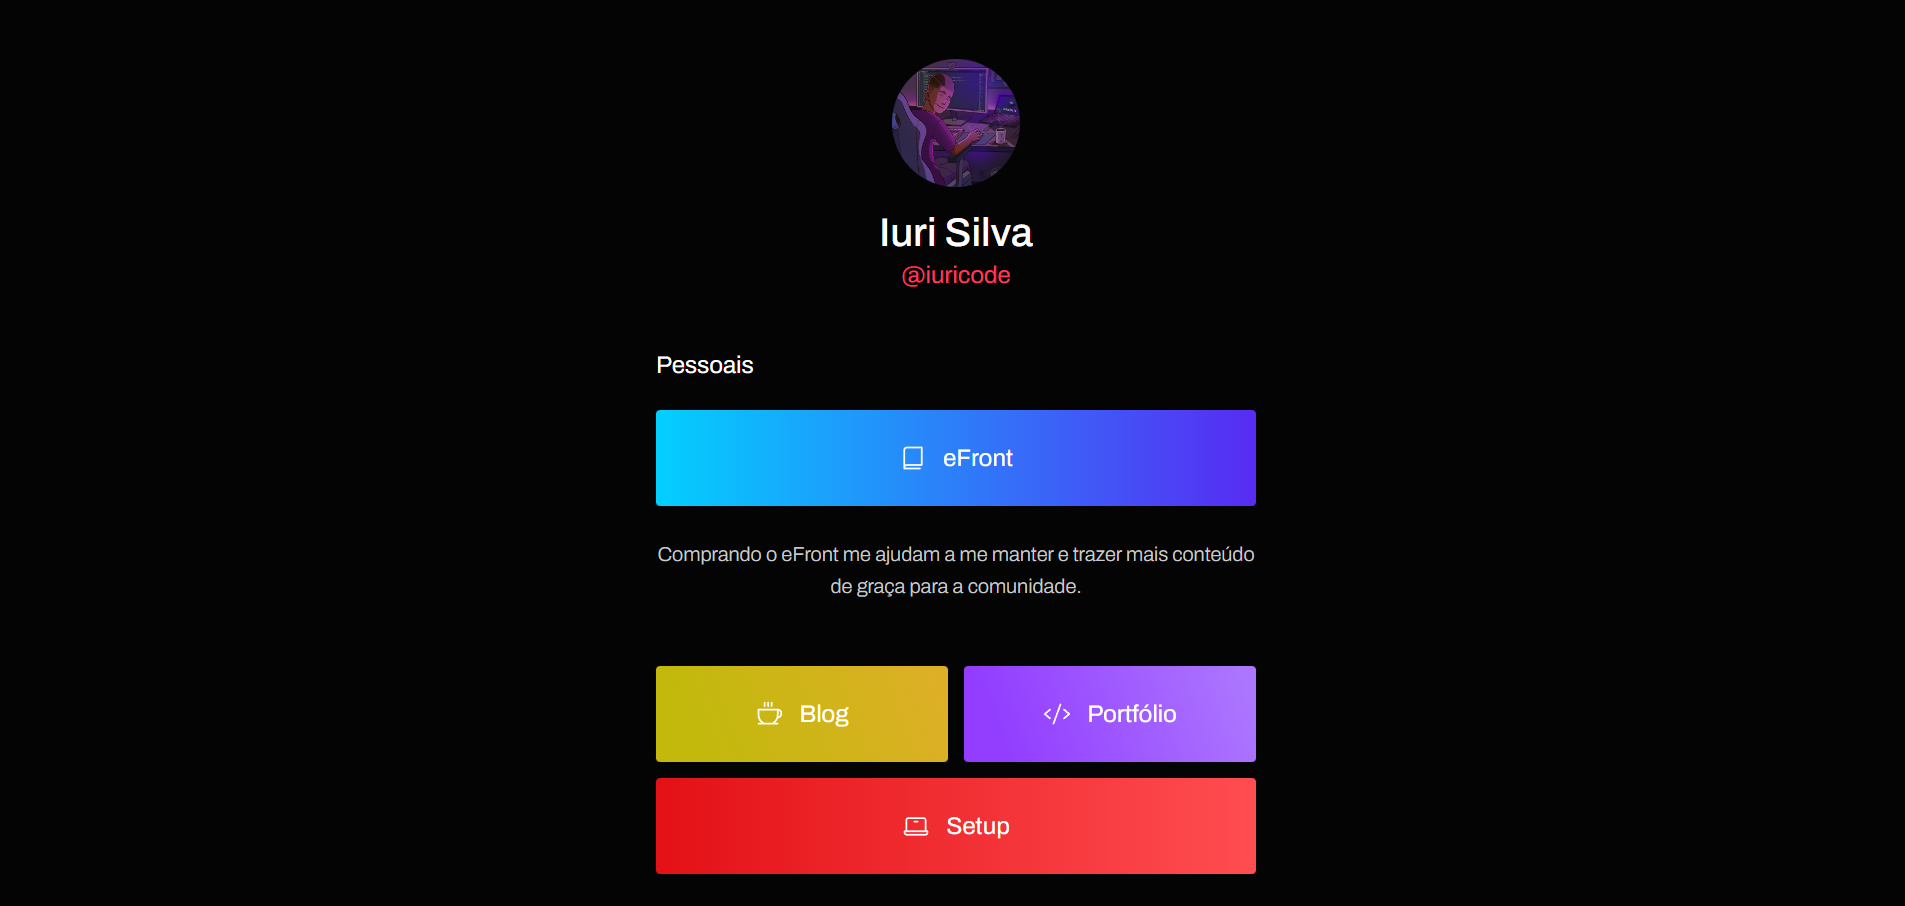 Iuri Silva
@iuricode
Pessoais
eFront
Comprando o eFront me ajudam a me manter e trazer mais conteúdo
de graça para a comunidade.
Blog
Portfólio
Setup